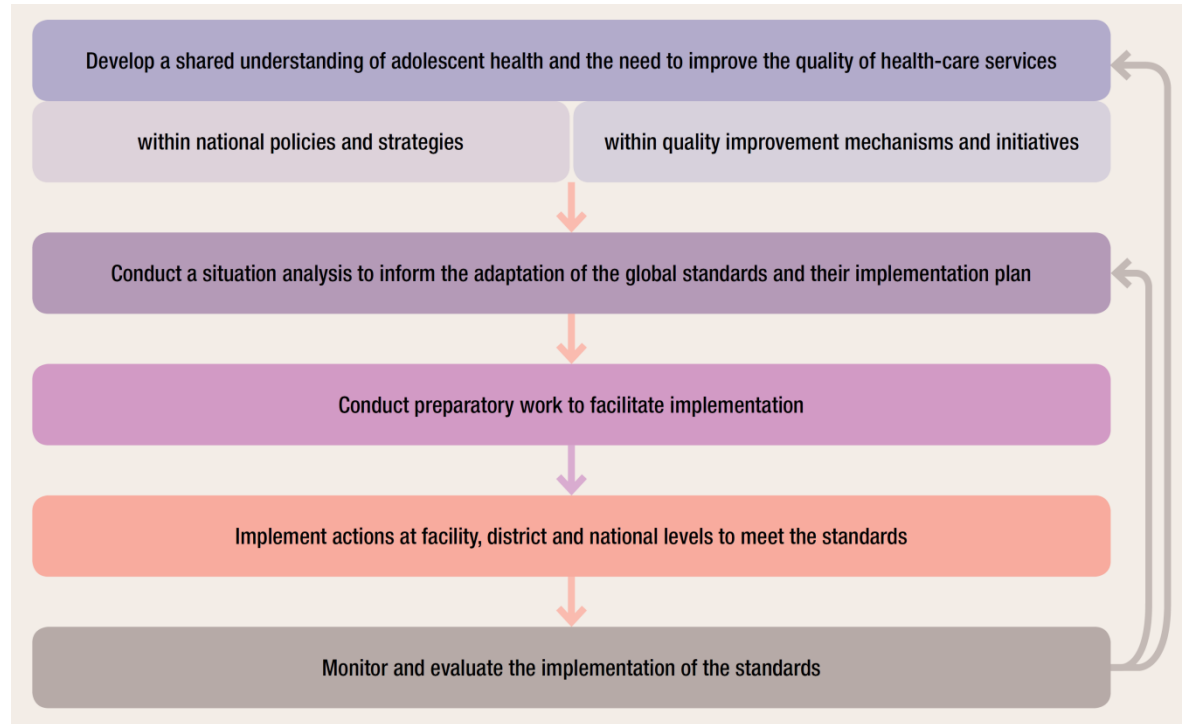 Develop a shared understanding of adolescent health and the need to improve the quality of health-care services
within national policies and strategies
within quality improvement mechanisms and initiatives
Conduct a situation analysis to inform the adaptation of the global standards and their implementation plan
Conduct preparatory work to facilitate implementation
Implement actions at facility, district and national levels to meet the standards
Monitor and evaluate the implementation of the standards